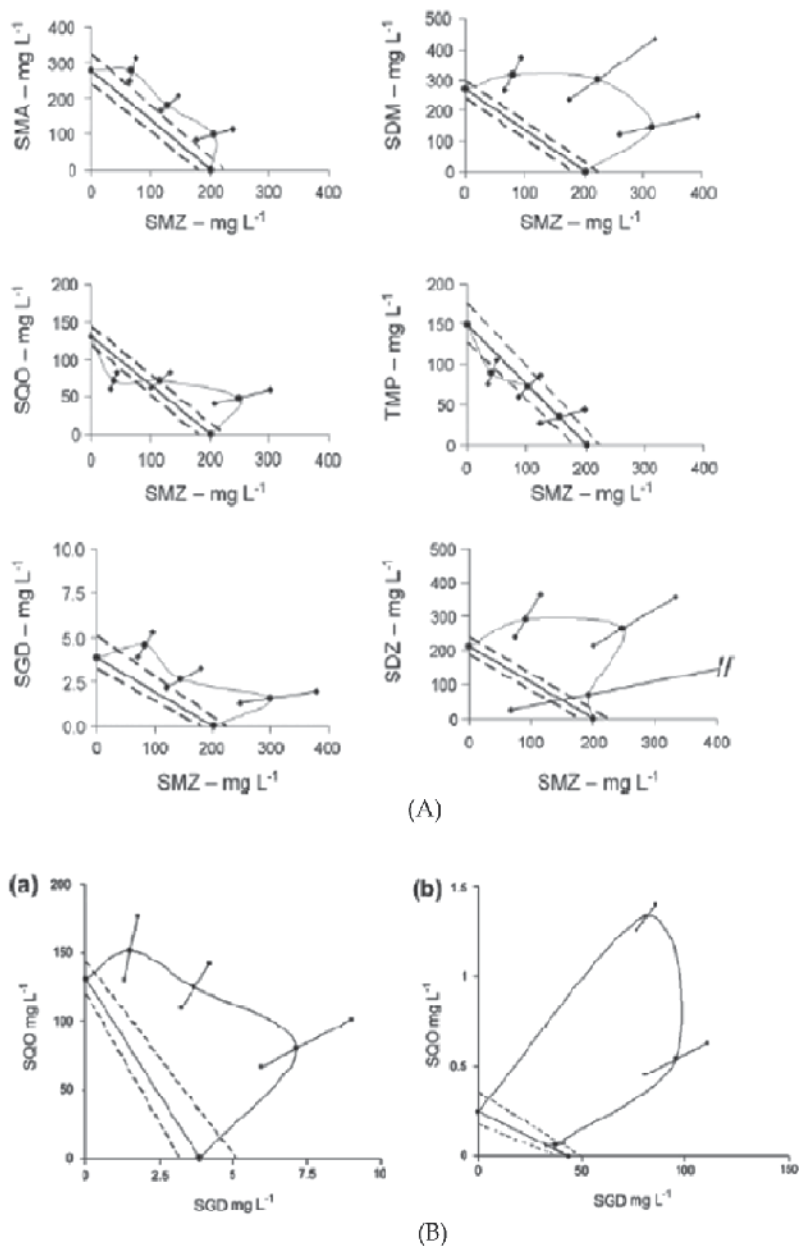 SMA – mg L-1
400
300
200
100
0
0 100 200 300 400
SMZ – mg L-1
SDM – mg L-1
500
400
300
200
100
0
0 100 200 300 400
SMZ – mg L-1
SQO – mg L-1
200
150
100
50
0
0 100 200 300 400
SMZ – mg L-1
TMP – mg L-1
200
150
100
50
0
0 100 200 300 400
SMZ – mg L-1
SGD – mg L-1
10.0
7.5
5.0
2.5
0.0
0 100 200 300 400
SMZ – mg L-1
SDZ – mg L-1
500
400
300
200
100
0
0 100 200 300 400
SMZ – mg L-1
(A)
(a)
SQO mg L-1
200
150
100
50
0
0 2.5 5 7.5 10
SGD mg L-1
(b)
SQO mg L-1
1.5
1
0.5
0
0 50 100 150
SGD mg L-1
(B)